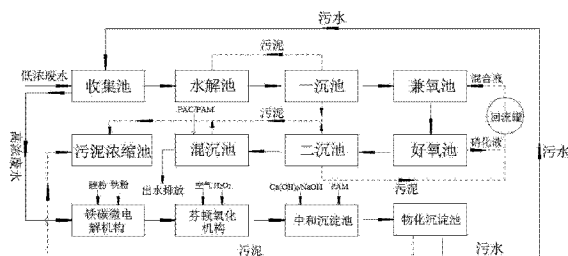 污水
污泥
低浓废水
收集池
水解池
一沉池
兼氧池
混合液
PAC/PAM
污泥
回流罐
高浓废水
污泥浓缩池
混沉池
二沉池
好氧池
硝化液
污水
出水排放
污泥
碳粉 铁粉
空气 H₂O₂
Ca(OH)₂/NaOH
PAM
铁碳微电
解机构
芬顿氧化
机构
中和沉淀池
物化沉淀池
污泥
污水